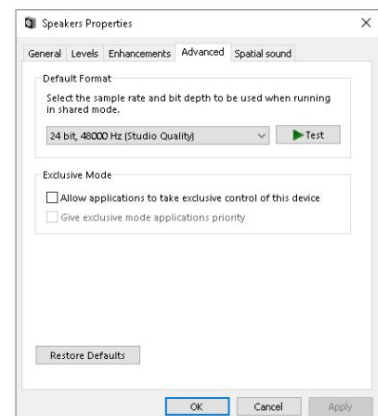 Speakers Properties
General Levels Enhancements Advanced Spatial sound
Default Format
Select the sample rate and bit depth to be used when running
in shared mode.
24 bit, 48000 Hz (Studio Quality)
Test
Exclusive Mode
Allow applications to take exclusive control of this device
Give exclusive mode applications priority
Restore Defaults
OK Cancel Apply